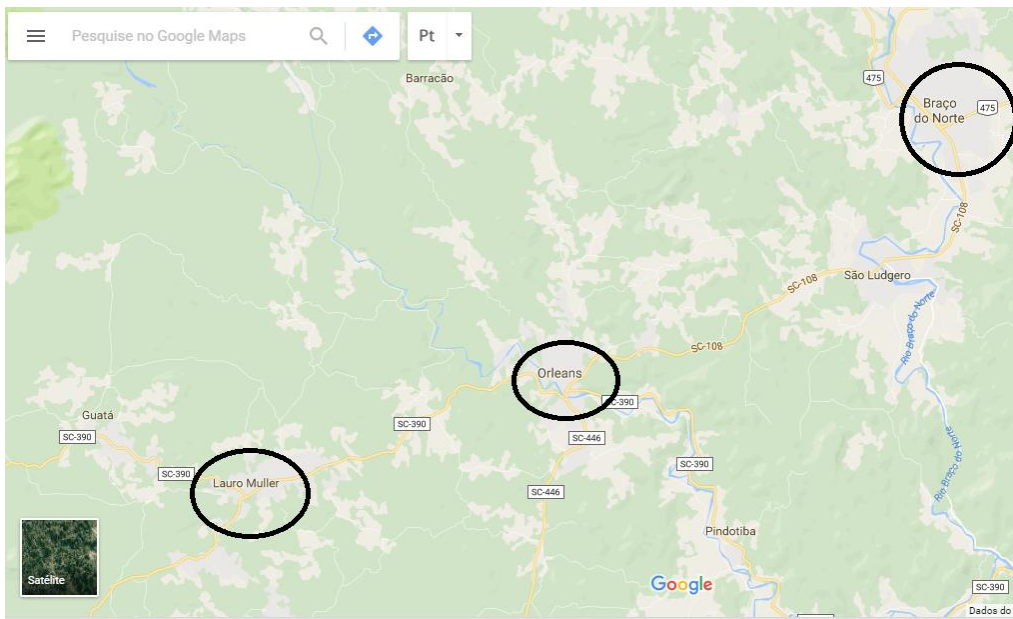 Pesquise no Google Maps
Pt
Barracão
475
Braço
do Norte
475
SC-108
São Ludgero
SC-108
Rio Braço do Norte
SC-108
Orleans
SC-390
Guatá
SC-390
SC-390
SC-446
Rio Braço do Norte
SC-390
SC-390
Lauro Muller
SC-446
Pindotiba
Satélite
Google
SC-390
Dados do